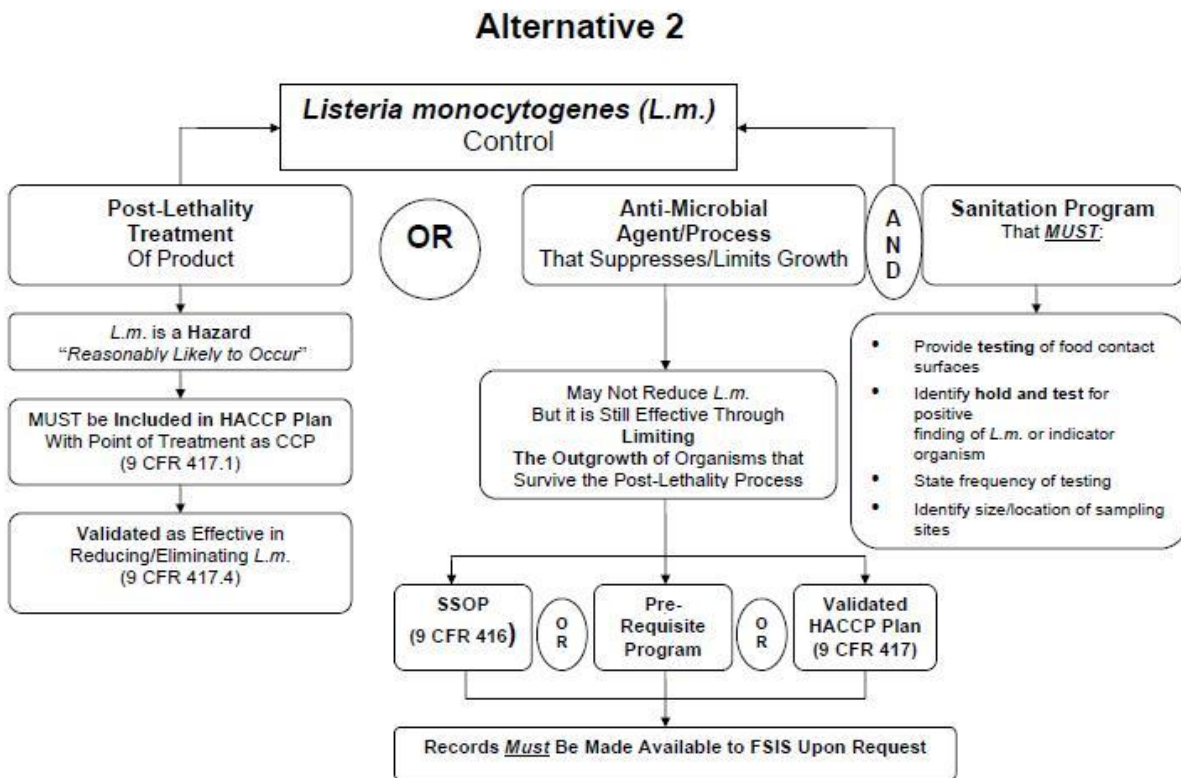 Alternative 2
Listeria monocytogenes (L.m.)
Control
Post-Lethality
Treatment
Of Product
OR
Anti-Microbial
Agent/Process
That Suppresses/Limits Growth
A
N
D
Sanitation Program
That MUST:
L.m. is a Hazard
“Reasonably Likely to Occur”
MUST be Included in HACCP Plan
With Point of Treatment as CCP
(9 CFR 417.1)
Validated as Effective in
Reducing/Eliminating L.m.
(9 CFR 417.4)
May Not Reduce L.m.
But it is Still Effective Through
Limiting
The Outgrowth of Organisms that
Survive the Post-Lethality Process
• Provide testing of food contact
surfaces
• Identify hold and test for
positive
finding of L.m. or indicator
organism
• State frequency of testing
• Identify size/location of sampling
sites
SSOP
(9 CFR 416)
O
R
Pre-
Requisite
Program
O
R
Validated
HACCP Plan
(9 CFR 417)
Records Must Be Made Available to FSIS Upon Request